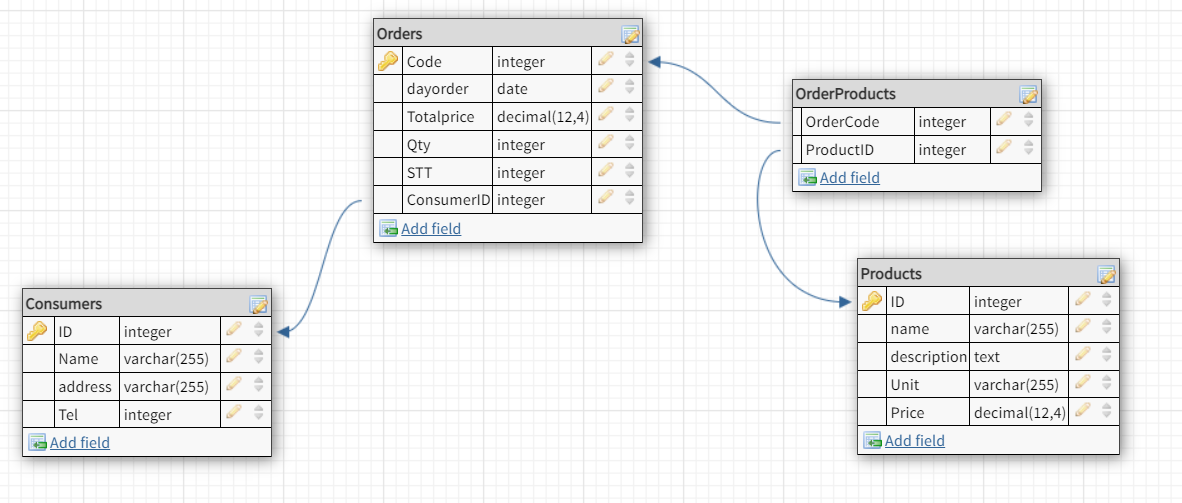 Orders
Code integer
dayorder date
Totalprice decimal(12,4)
Qty integer
STT integer
ConsumerID integer
Add field
OrderProducts
OrderCode integer
ProductID integer
Add field
Consumers
ID integer
Name varchar(255)
address varchar(255)
Tel integer
Add field
Products
ID integer
name varchar(255)
description text
Unit varchar(255)
Price decimal(12,4)
Add field